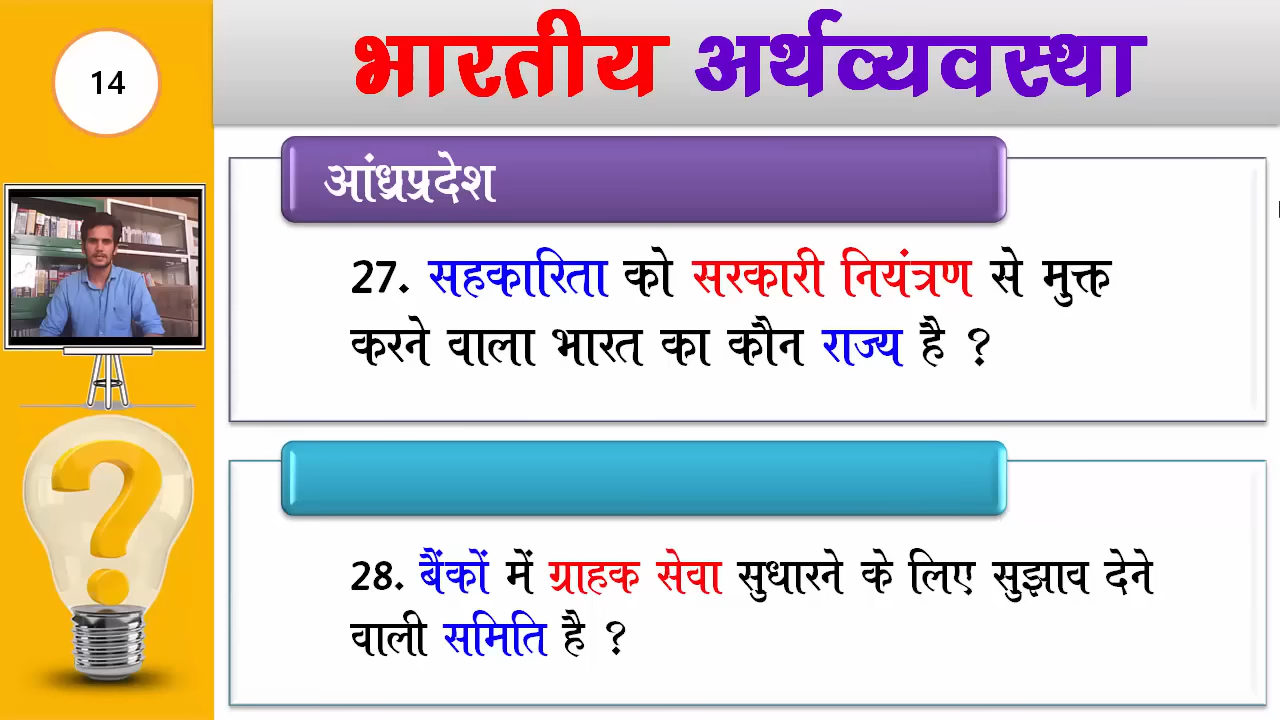 14
भारतीय अर्थव्यवस्था
आंध्रप्रदेश
27. सहकारिता को सरकारी नियंत्रण से मुक्त
करने वाला भारत का कौन राज्य है ?
28. बैंकों में ग्राहक सेवा सुधारने के लिए सुझाव देने
वाली समिति है ?